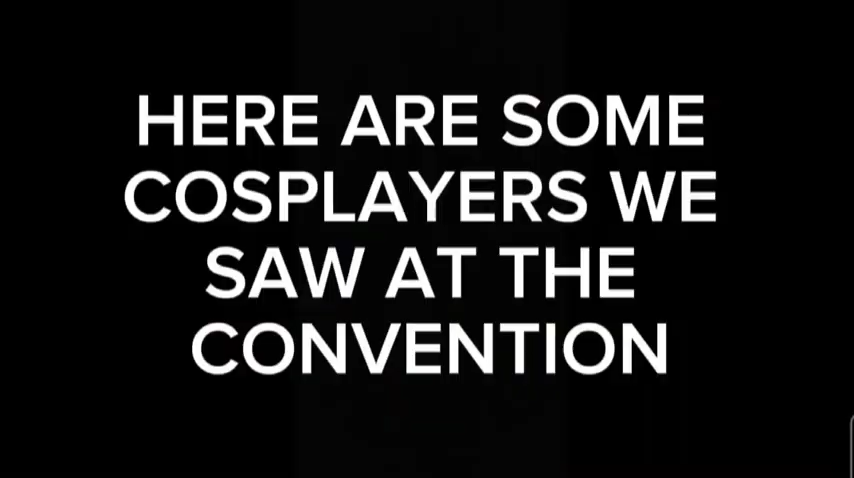 HERE ARE SOME
COSPLAYERS WE
SAW AT THE
CONVENTION